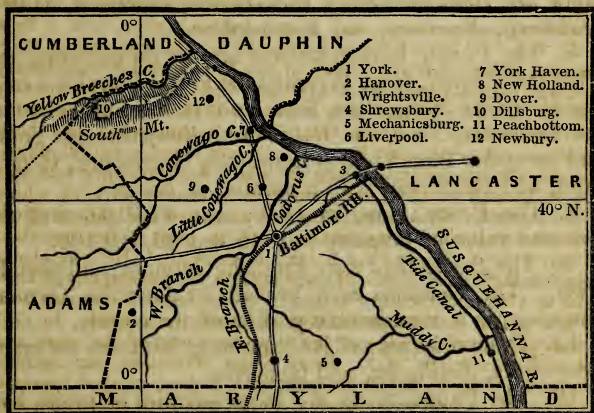 0°
CUMBERLAND
DAUPHIN
1 York.
2 Hanover.
3 Wrightsville.
4 Shrewsbury.
5 Mechanicsburg.
6 Liverpool.
7 York Haven.
8 New Holland.
9 Dover.
10 Dillsburg.
11 Peachbottom.
12 Newbury.
Yellow Breeches C.
10
12
South Mt.
7
Conewago C.
8
Little Conewago C.
9
6
Codorus C.
3
LANCASTER
40° N.
1
Baltimore RR.
SUSQUEHANNA R
Tide Canal
W. Branch
E. Branch
ADAMS
2
Muddy C.
4
5
11
0°
MARYLAND